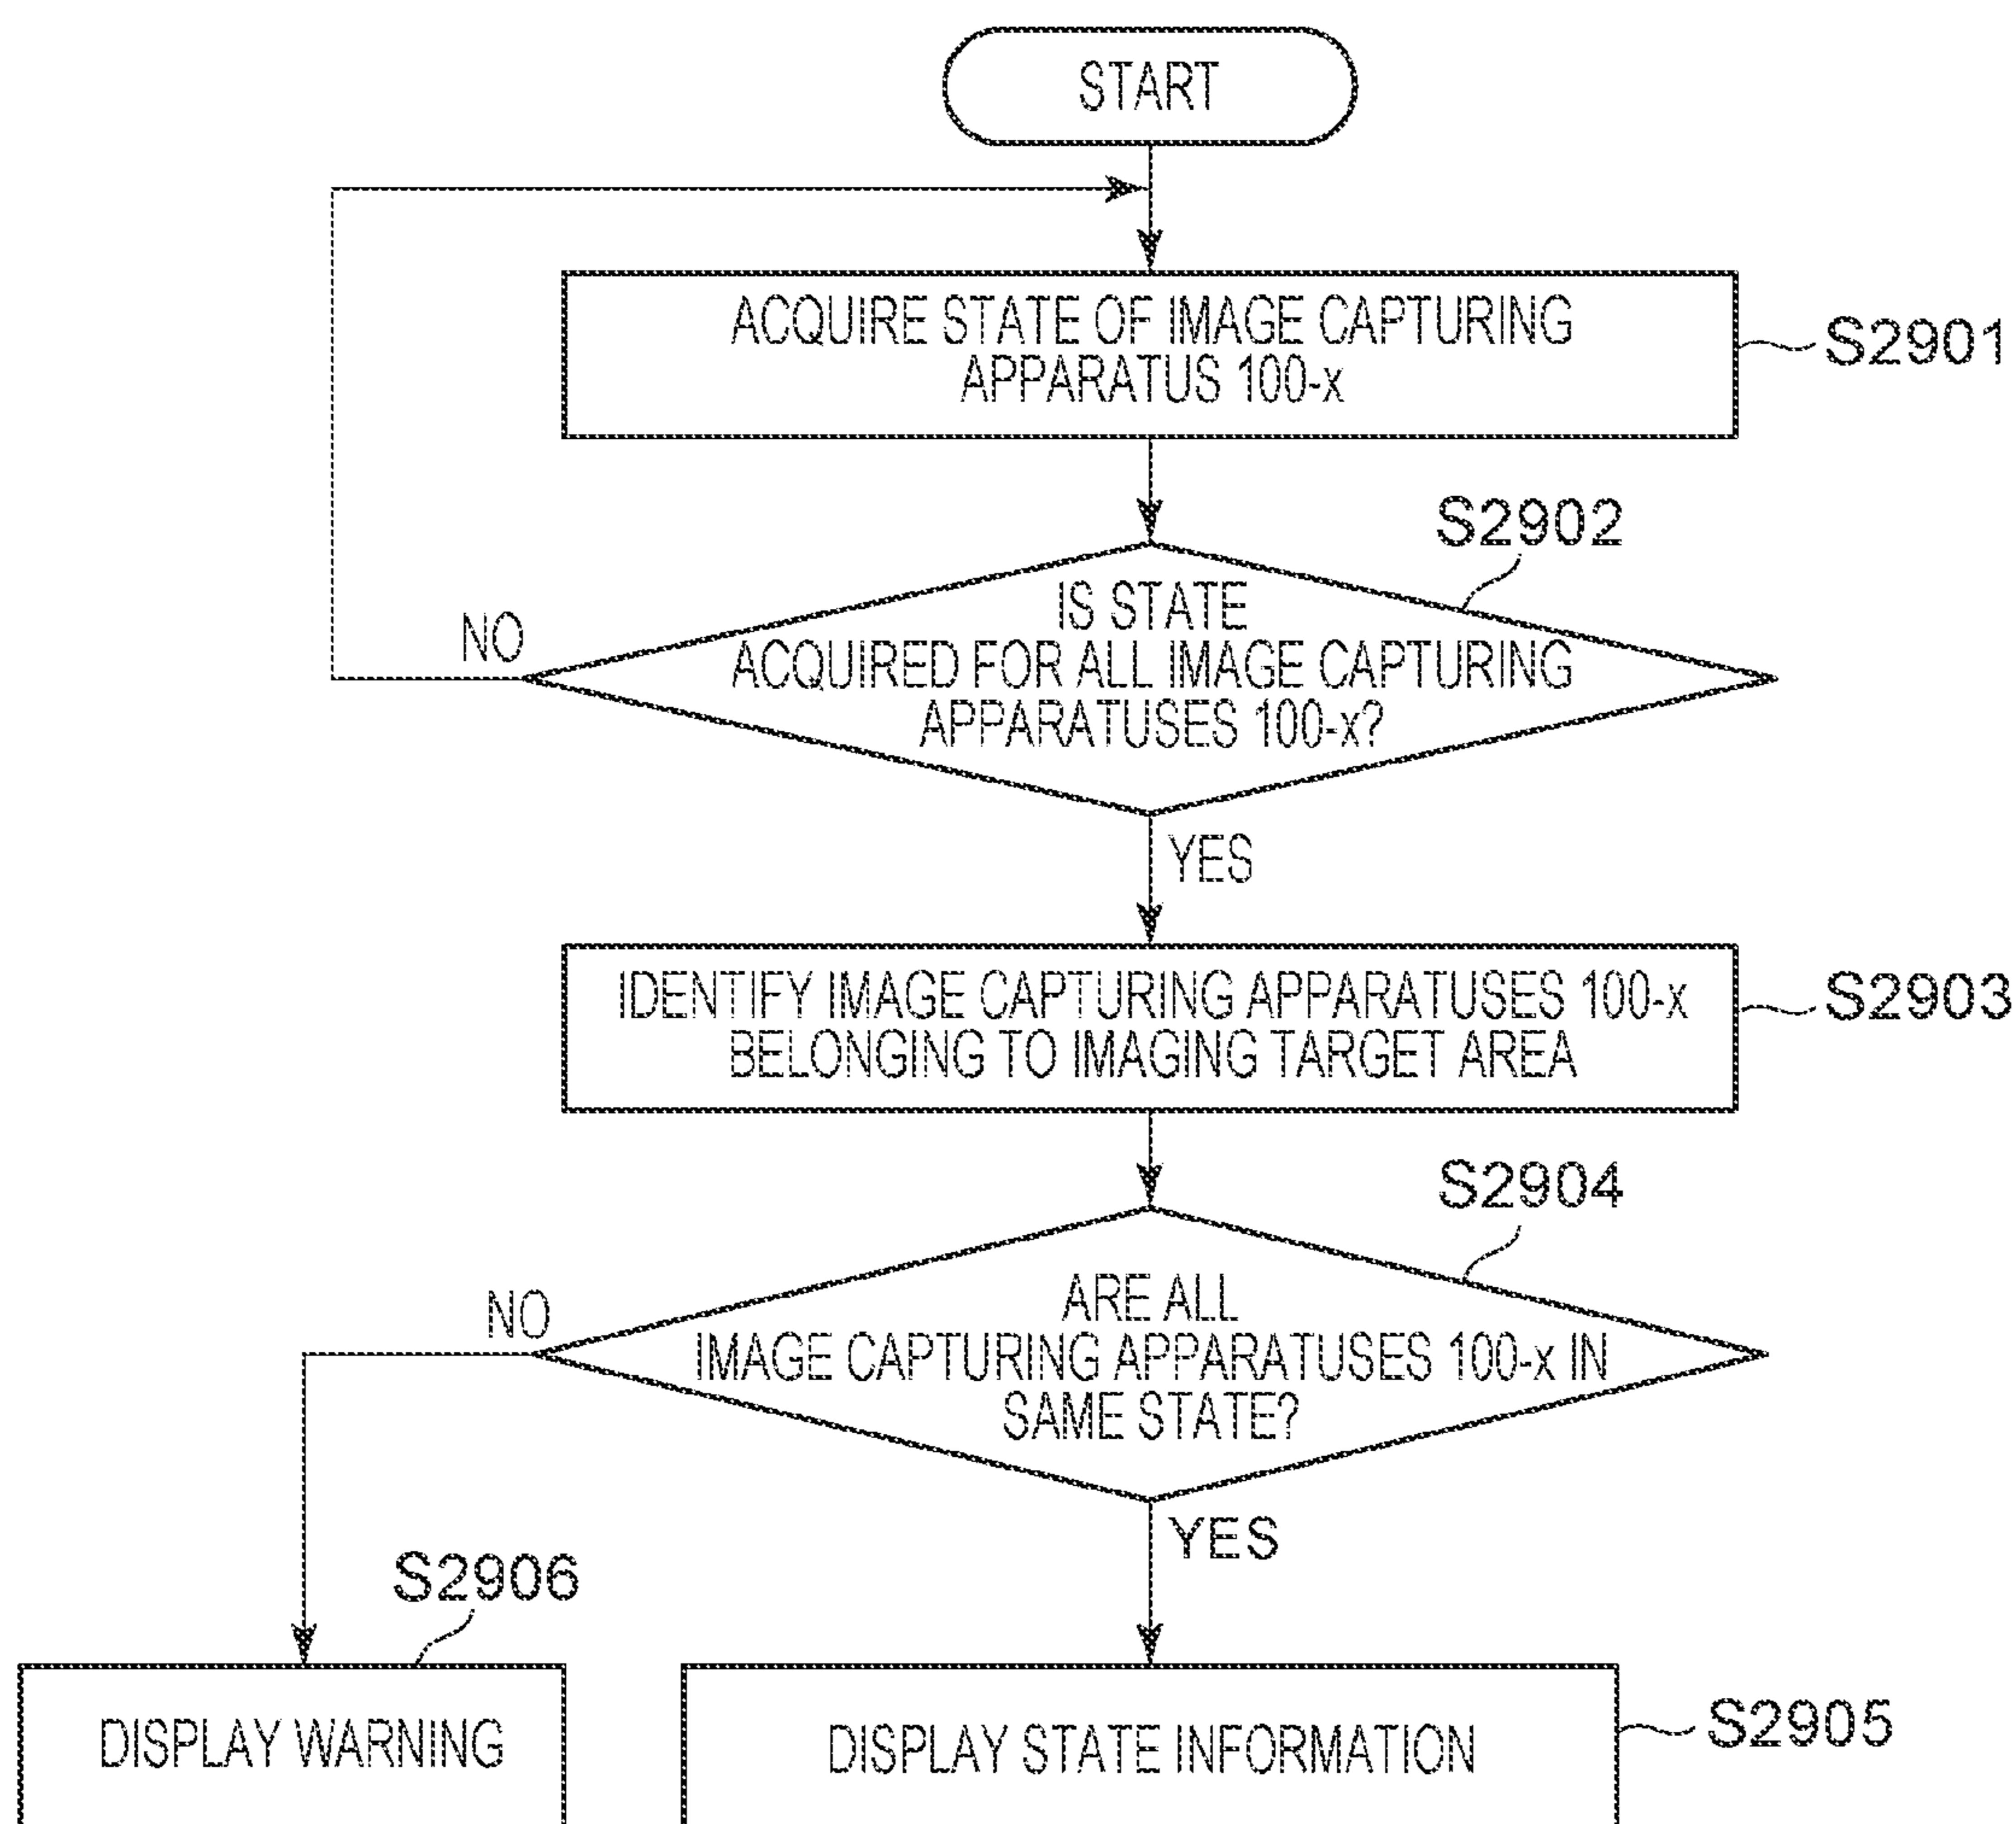 START
ACQUIRE STATE OF IMAGE CAPTURING
APPARATUS 100-x
S2901
S2902
IS STATE
ACQUIRED FOR ALL IMAGE CAPTURING
APPARATUSES 100-x?
NO
YES
IDENTIFY IMAGE CAPTURING APPARATUSES 100-x
BELONGING TO IMAGING TARGET AREA
S2903
S2904
ARE ALL
IMAGE CAPTURING APPARATUSES 100-x IN
SAME STATE?
NO
YES
S2906
DISPLAY WARNING
DISPLAY STATE INFORMATION
S2905